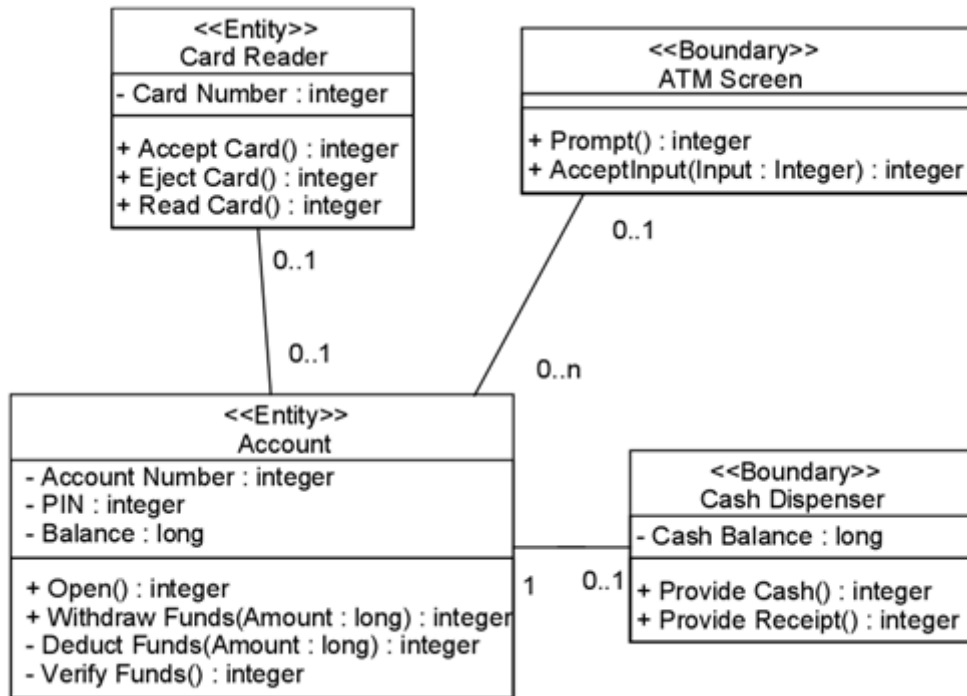 <<Entity>>
Card Reader
- Card Number : integer
+ Accept Card() : integer
+ Eject Card() : integer
+ Read Card() : integer
<<Boundary>>
ATM Screen
+ Prompt() : integer
+ AcceptInput(Input : Integer) : integer
0..1
0..1
0..1
0..n
<<Entity>>
Account
- Account Number : integer
- PIN : integer
- Balance : long
+ Open() : integer
+ Withdraw Funds(Amount : long) : integer
- Deduct Funds(Amount : long) : integer
- Verify Funds() : integer
1
0..1
<<Boundary>>
Cash Dispenser
- Cash Balance : long
+ Provide Cash() : integer
+ Provide Receipt() : integer